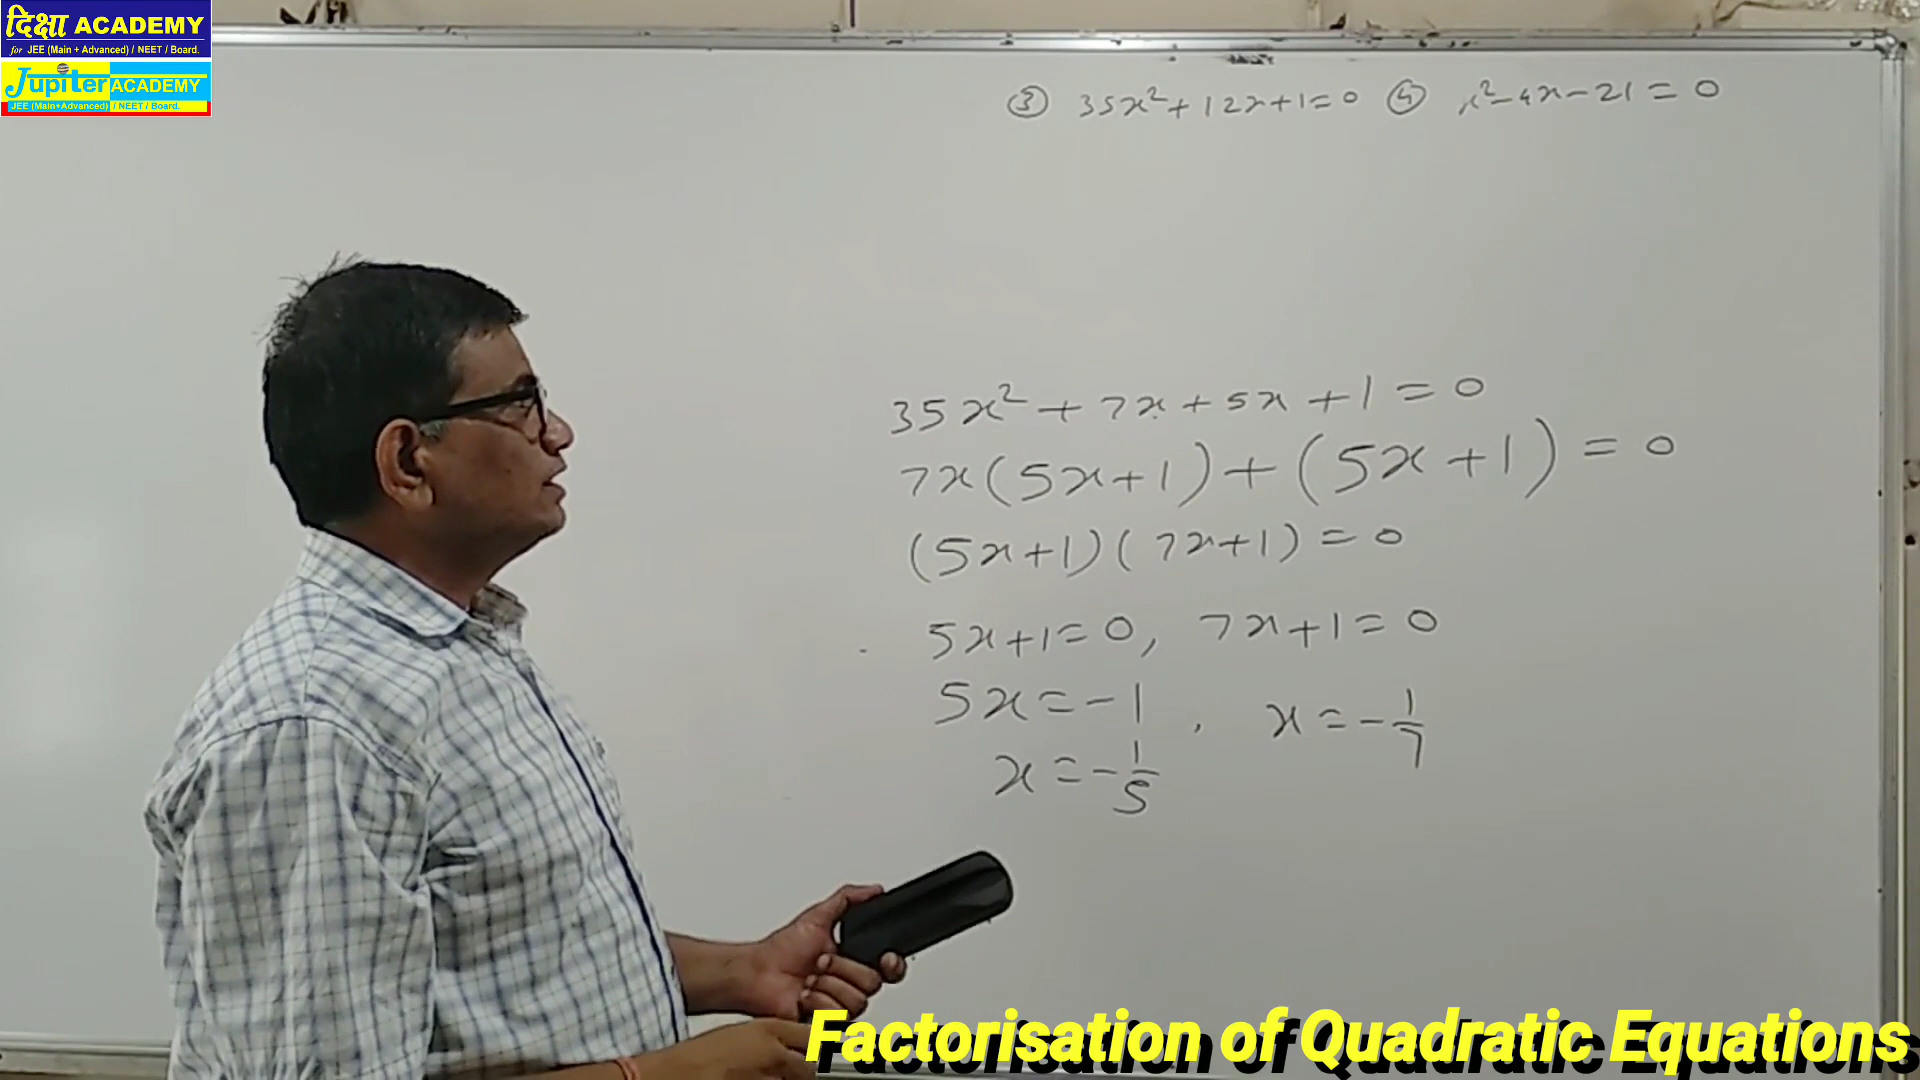 दिक्षा ACADEMY
for JEE (Main + Advanced) / NEET / Board.
Jupiter ACADEMY
JEE (Main+Advanced) / NEET / Board.
③ 35x²+12x+1=0 ④ x²-4x-21=0
35x²+7x+5x+1=0
7x(5x+1)+(5x+1)=0
(5x+1)(7x+1)=0
5x+1=0, 7x+1=0
5x=-1, x=-1/7
x=-1/5
Factorisation of Quadratic Equations